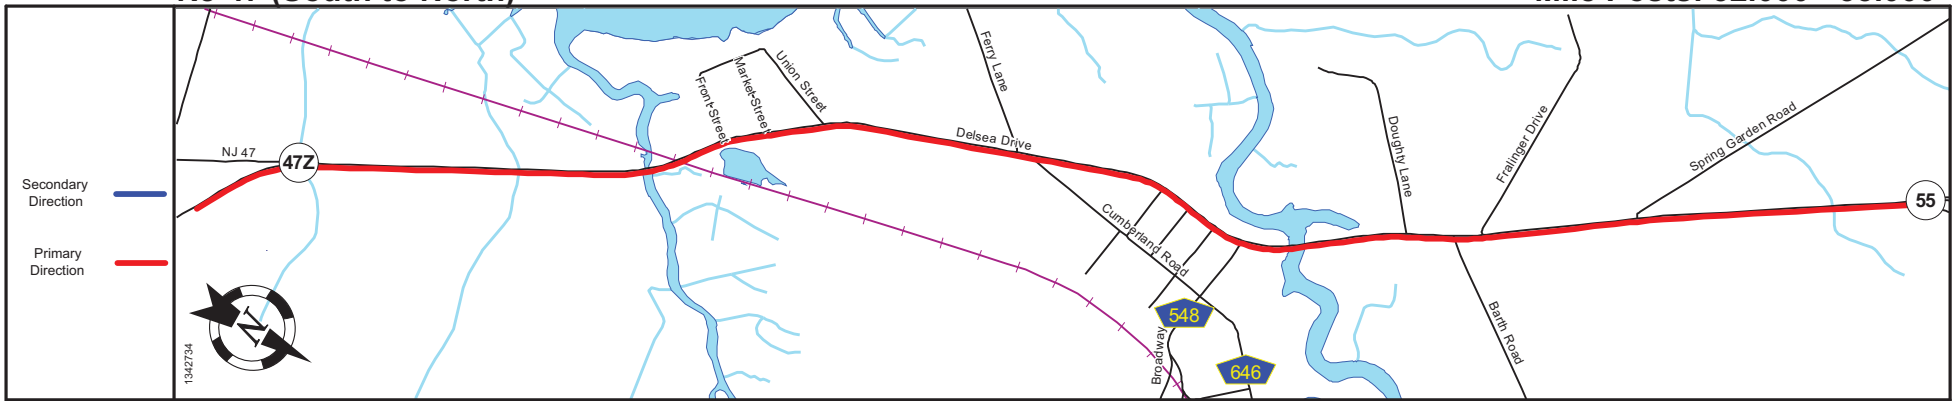 Secondary
Direction
Primary
Direction
1342734
N
NJ 47
47Z
Front Street
Market Street
Union Street
Delsea Drive
Ferry Lane
Cumberland Road
548
646
Broadway
Doughty Lane
Fralinger Drive
Barth Road
Spring Garden Road
55